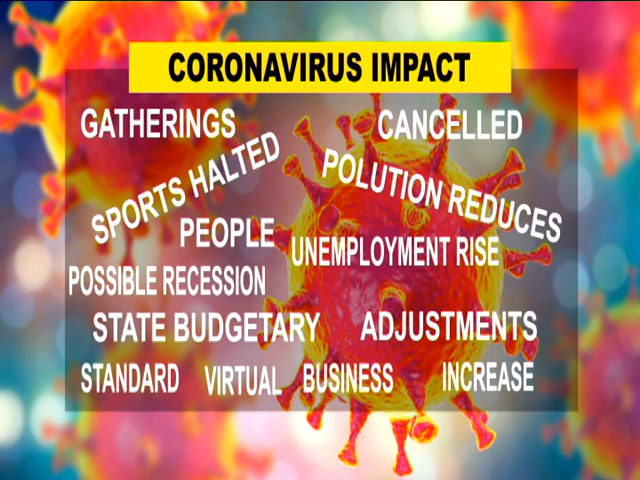 CORONAVIRUS IMPACT
GATHERINGS CANCELLED
SPORTS HALTED
POLUTION REDUCES
PEOPLE
UNEMPLOYMENT RISE
POSSIBLE RECESSION
STATE BUDGETARY ADJUSTMENTS
STANDARD VIRTUAL BUSINESS INCREASE